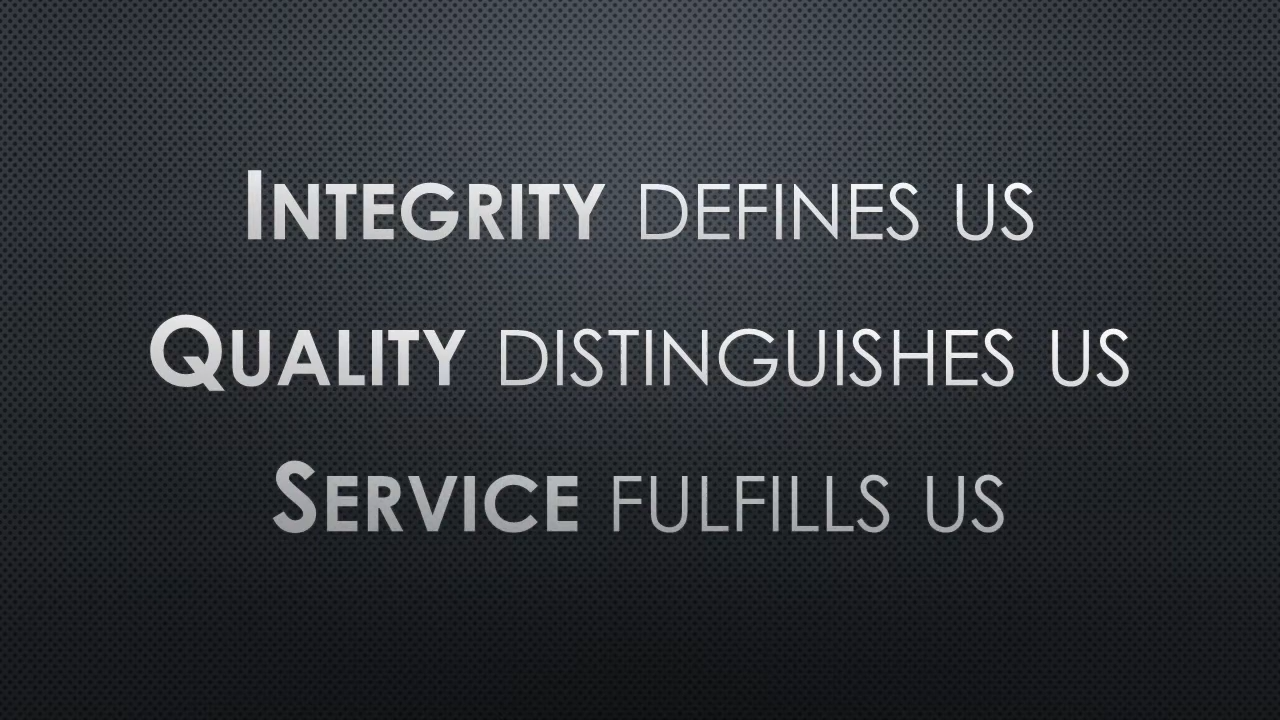 Integrity defines us
Quality distinguishes us
Service fulfills us